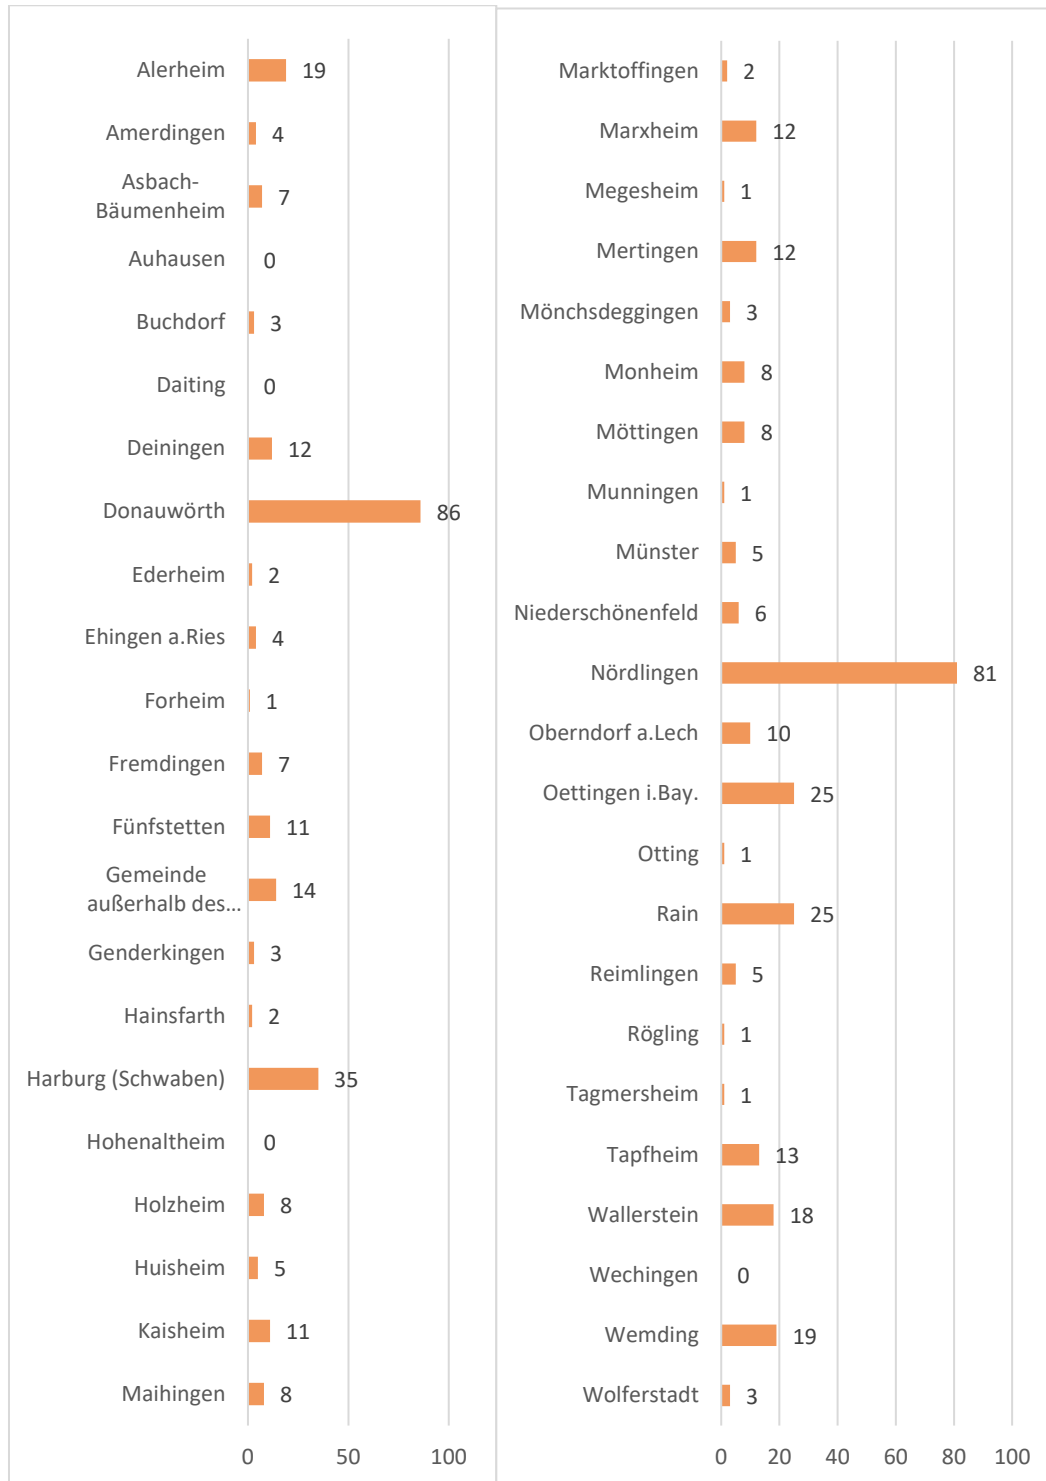 Alerheim 19
Amerdingen 4
Asbach-
Bäumenheim 7
Auhausen 0
Buchdorf 3
Daiting 0
Deiningen 12
Donauwörth 86
Ederheim 2
Ehingen a.Ries 4
Forheim 1
Fremdingen 7
Fünfstetten 11
Gemeinde
außerhalb des... 14
Genderkingen 3
Hainsfarth 2
Harburg (Schwaben) 35
Hohenaltheim 0
Holzheim 8
Huisheim 5
Kaisheim 11
Maihingen 8
0 50 100
Marktoffingen 2
Marxheim 12
Megesheim 1
Mertingen 12
Mönchsdeggingen 3
Monheim 8
Möttingen 8
Munningen 1
Münster 5
Niederschönenfeld 6
Nördlingen 81
Oberndorf a.Lech 10
Oettingen i.Bay. 25
Otting 1
Rain 25
Reimlingen 5
Rögling 1
Tagmersheim 1
Tapfheim 13
Wallerstein 18
Wechingen 0
Wemding 19
Wolferstadt 3
0 20 40 60 80 100